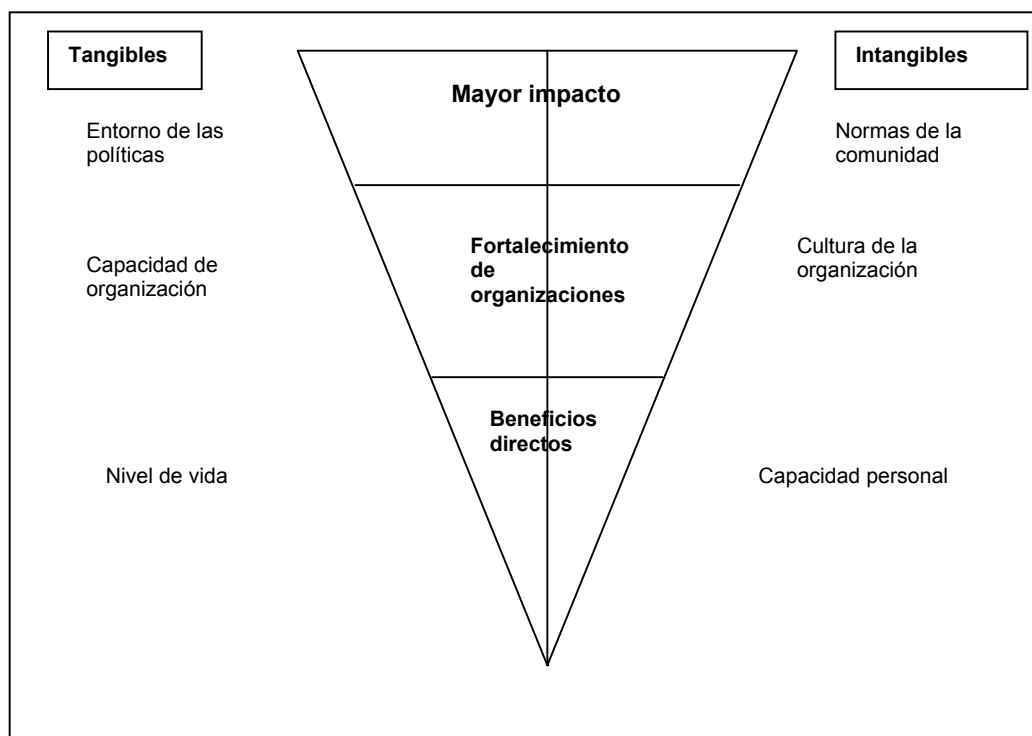 Tangibles
Intangibles
Mayor impacto
Entorno de las
políticas
Normas de la
comunidad
Fortalecimiento
de
organizaciones
Capacidad de
organización
Cultura de la
organización
Beneficios
directos
Nivel de vida
Capacidad personal